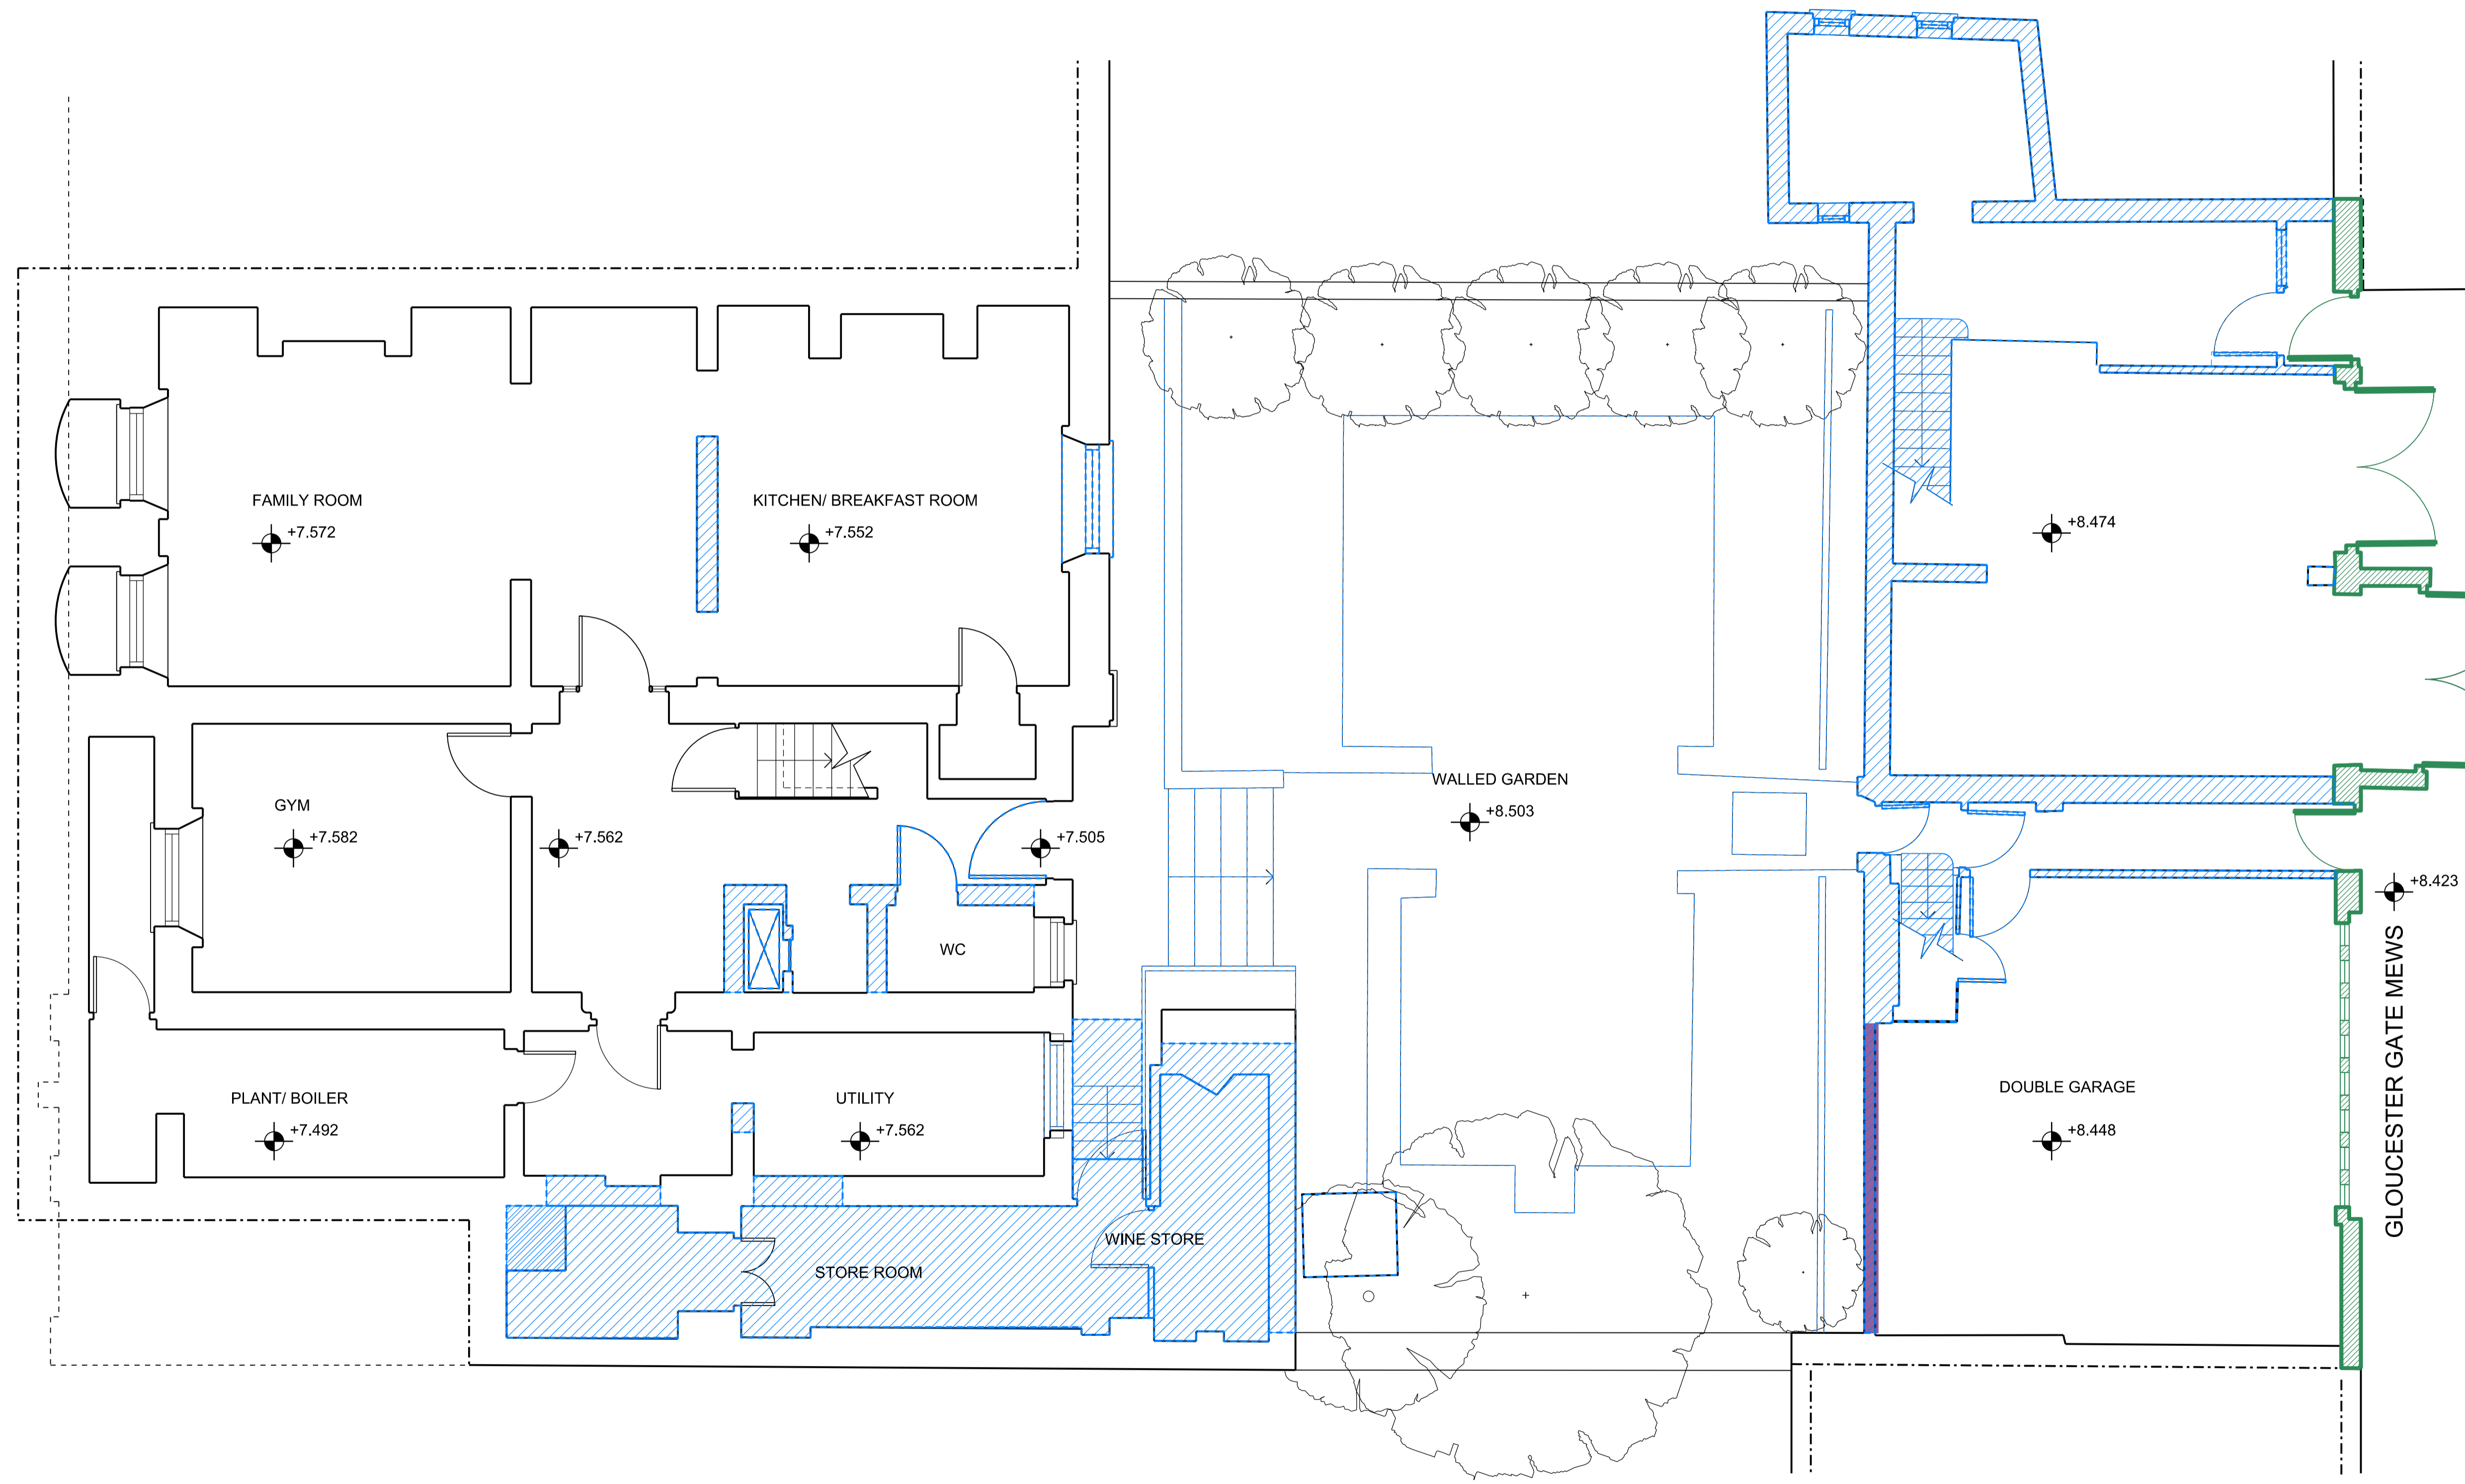 FAMILY ROOM
+7.572
KITCHEN/ BREAKFAST ROOM
+7.552
+8.474
GYM
+7.582
+7.562
+7.505
WALLED GARDEN
+8.503
+8.423
WC
GLOUCESTER GATE MEWS
PLANT/ BOILER
+7.492
UTILITY
+7.562
DOUBLE GARAGE
+8.448
WINE STORE
STORE ROOM